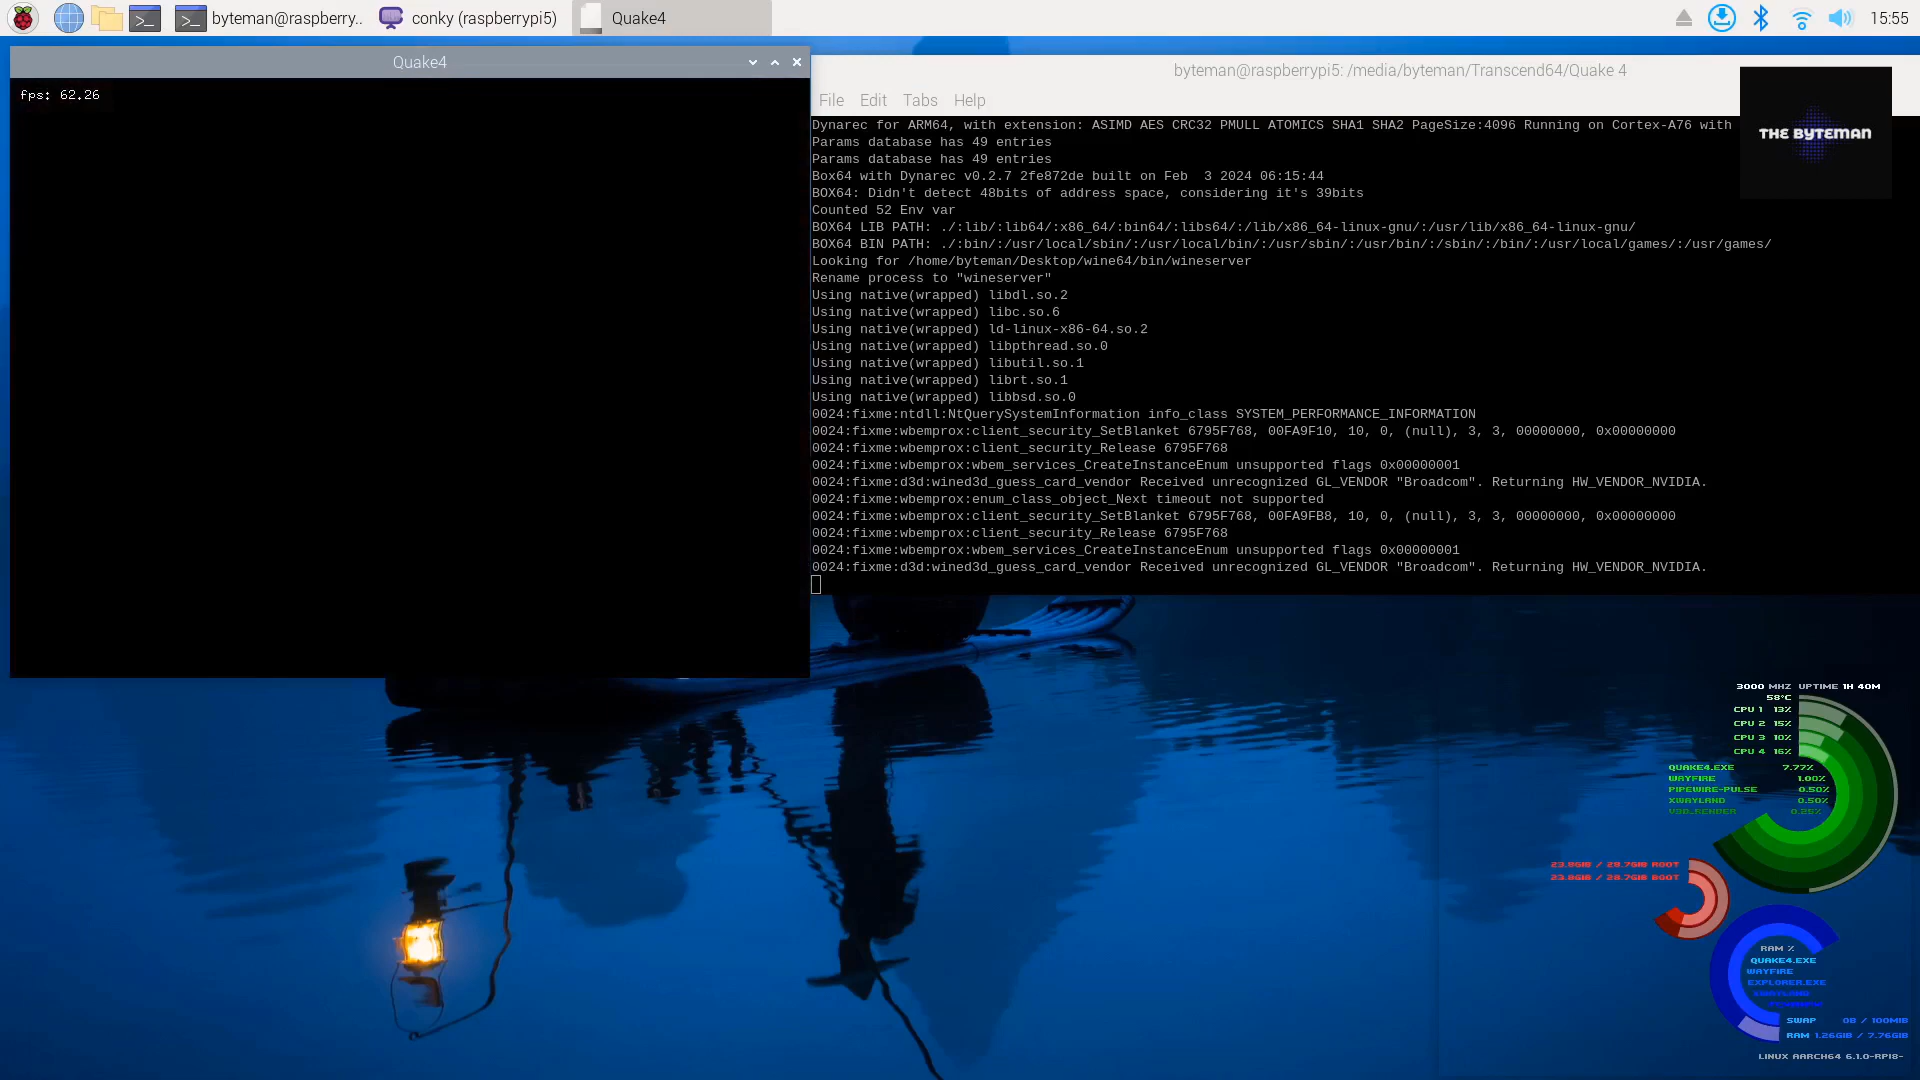 byteman@raspberry..
conky (raspberrypi5)
Quake4
15:55
Quake4
fps: 62.26
byteman@raspberrypi5: /media/byteman/Transcend64/Quake 4
File Edit Tabs Help
THE BYTEMAN
Dynarec for ARM64, with extension: ASIMD AES CRC32 PMULL ATOMICS SHA1 SHA2 PageSize:4096 Running on Cortex-A76 with
Params database has 49 entries
Params database has 49 entries
Box64 with Dynarec v0.2.7 2fe872de built on Feb  3 2024 06:15:44
BOX64: Didn't detect 48bits of address space, considering it's 39bits
Counted 52 Env var
BOX64 LIB PATH: ./:lib/:lib64/:x86_64/:bin64/:libs64/:/lib/x86_64-linux-gnu/:/usr/lib/x86_64-linux-gnu/
BOX64 BIN PATH: ./:bin/:/usr/local/sbin/:/usr/local/bin/:/usr/sbin/:/usr/bin/:/sbin/:/bin/:/usr/local/games/:/usr/games/
Looking for /home/byteman/Desktop/wine64/bin/wineserver
Rename process to "wineserver"
Using native(wrapped) libdl.so.2
Using native(wrapped) libc.so.6
Using native(wrapped) ld-linux-x86-64.so.2
Using native(wrapped) libpthread.so.0
Using native(wrapped) libutil.so.1
Using native(wrapped) librt.so.1
Using native(wrapped) libbsd.so.0
0024:fixme:ntdll:NtQuerySystemInformation info_class SYSTEM_PERFORMANCE_INFORMATION
0024:fixme:wbemprox:client_security_SetBlanket 6795F768, 00FA9F10, 10, 0, (null), 3, 3, 00000000, 0x00000000
0024:fixme:wbemprox:client_security_Release 6795F768
0024:fixme:wbemprox:wbem_services_CreateInstanceEnum unsupported flags 0x00000001
0024:fixme:d3d:wined3d_guess_card_vendor Received unrecognized GL_VENDOR "Broadcom". Returning HW_VENDOR_NVIDIA.
0024:fixme:wbemprox:enum_class_object_Next timeout not supported
0024:fixme:wbemprox:client_security_SetBlanket 6795F768, 00FA9FB8, 10, 0, (null), 3, 3, 00000000, 0x00000000
0024:fixme:wbemprox:client_security_Release 6795F768
0024:fixme:wbemprox:wbem_services_CreateInstanceEnum unsupported flags 0x00000001
0024:fixme:d3d:wined3d_guess_card_vendor Received unrecognized GL_VENDOR "Broadcom". Returning HW_VENDOR_NVIDIA.
3000 MHZ UPTIME 1H 40M
58°C
CPU 1 13%
CPU 2 15%
CPU 3 10%
CPU 4 16%
QUAKE4.EXE 7.77%
WAYFIRE 1.00%
PIPEWIRE-PULSE 0.50%
XWAYLAND 0.50%
V3D_RENDER 0.25%
23.8GIB / 28.7GIB ROOT
23.8GIB / 28.7GIB BOOT
RAM %
QUAKE4.EXE
WAYFIRE
EXPLORER.EXE
XWAYLAND
SWAP 0B / 100MIB
RAM 1.26GIB / 7.76GIB
LINUX AARCH64 6.1.0-RPI8-